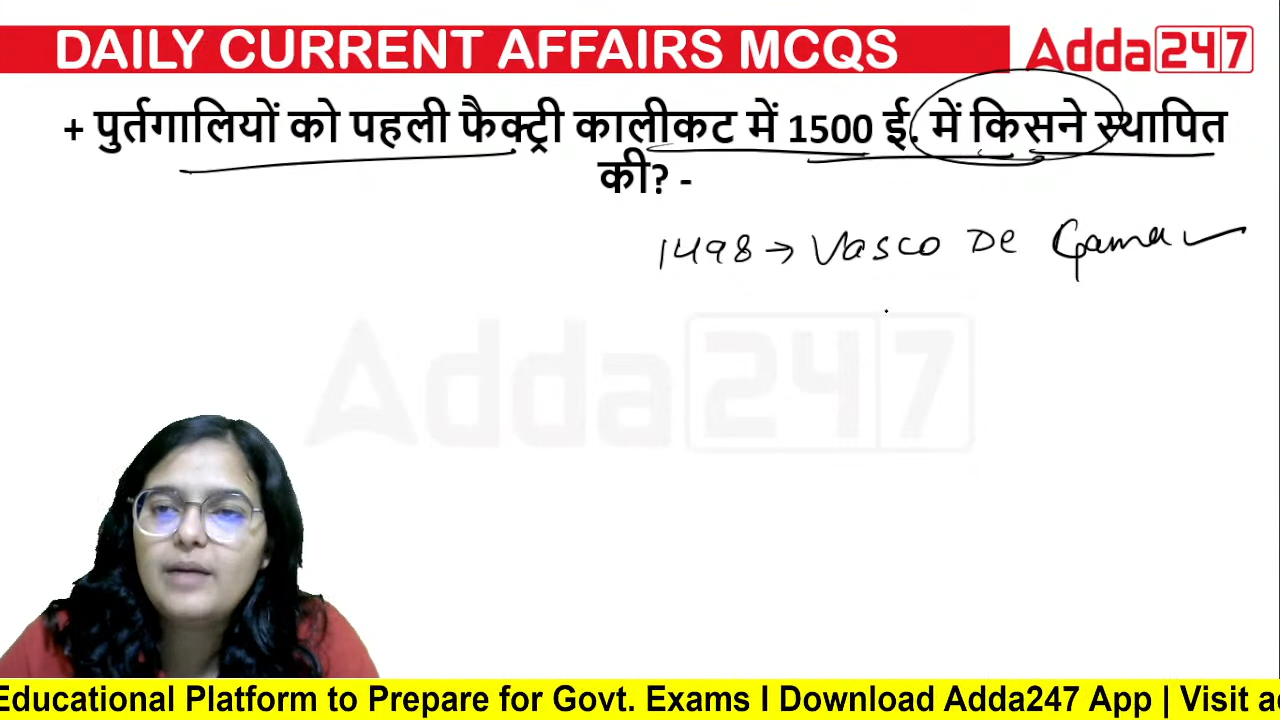 DAILY CURRENT AFFAIRS MCQS
Adda247
+ पुर्तगालियों को पहली फैक्ट्री कालीकट में 1500 ई. में किसने स्थापित
की? -
1498 → Vasco De Gama
Adda247
Educational Platform to Prepare for Govt. Exams I Download Adda247 App | Visit